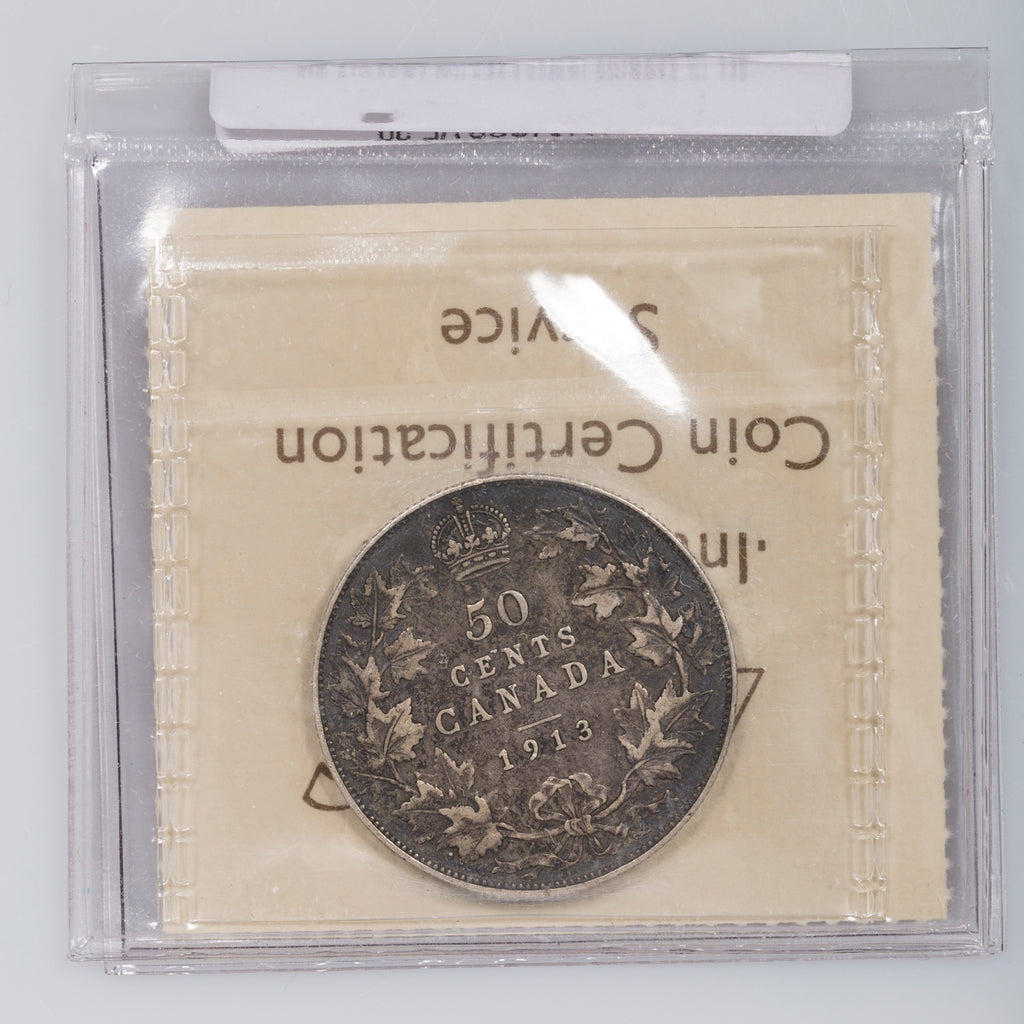 Service
Coin Certification
50
CENTS
CANADA
1913